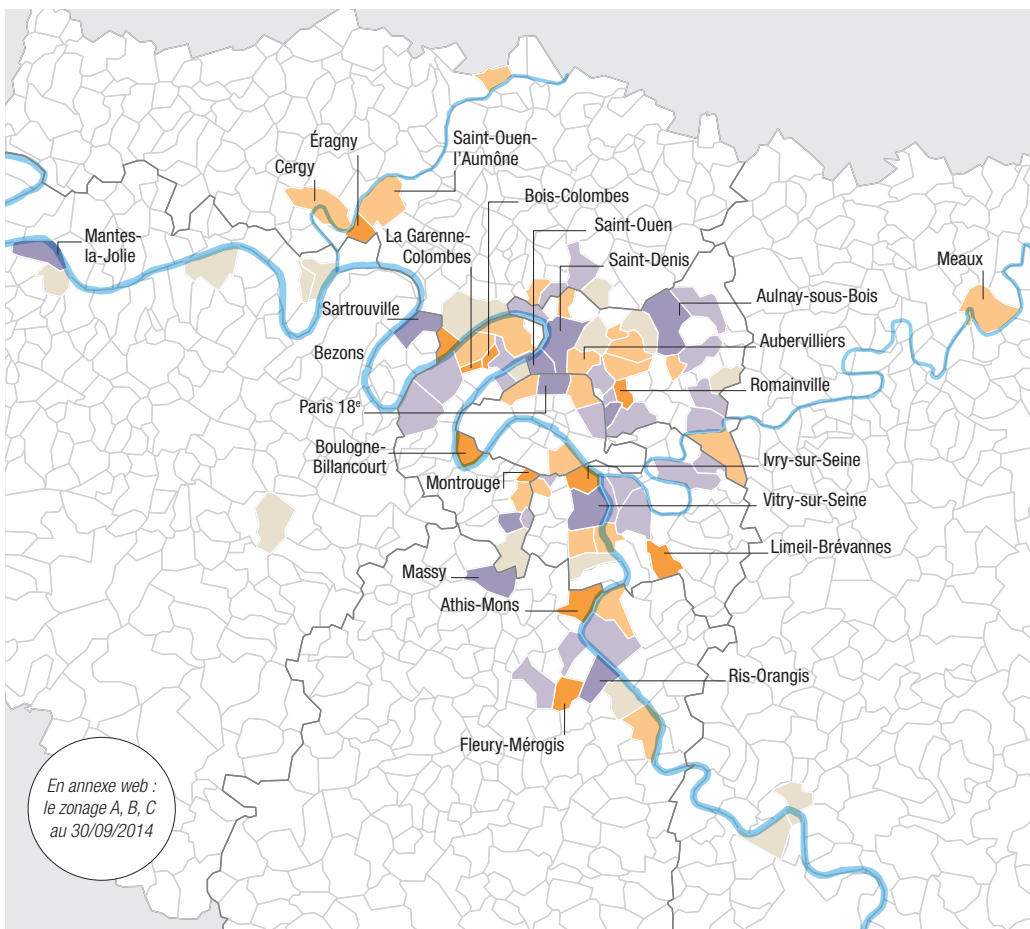 Éragny
Saint-Ouen-
l'Aumône
Cergy
Bois-Colombes
Mantes-
la-Jolie
La Garenne-
Colombes
Saint-Ouen
Saint-Denis
Meaux
Sartrouville
Aulnay-sous-Bois
Bezons
Aubervilliers
Romainville
Paris 18e
Boulogne-
Billancourt
Ivry-sur-Seine
Montrouge
Vitry-sur-Seine
Limeil-Brévannes
Massy
Athis-Mons
Ris-Orangis
Fleury-Mérogis
En annexe web :
le zonage A, B, C
au 30/09/2014